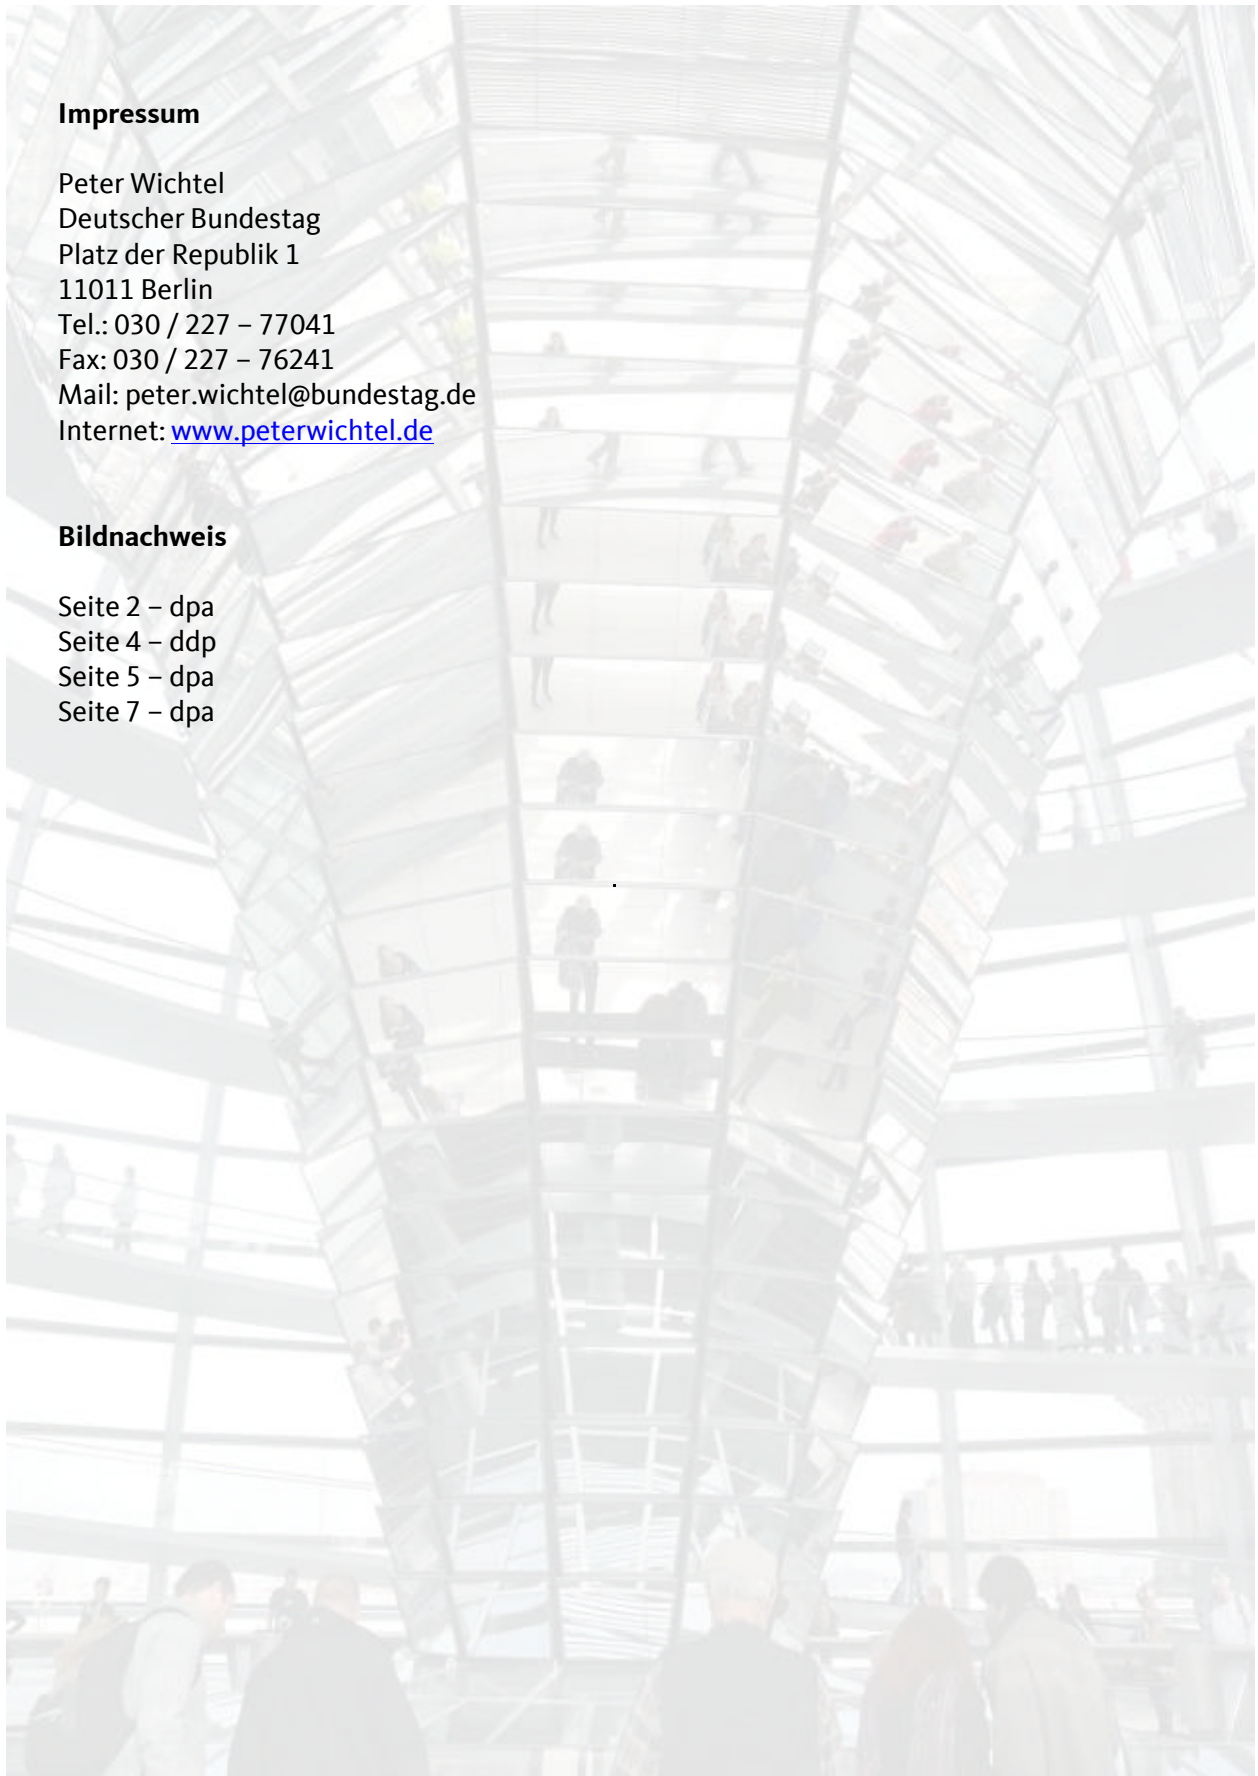 Impressum
Peter Wichtel
Deutscher Bundestag
Platz der Republik 1
11011 Berlin
Tel.: 030 / 227 – 77041
Fax: 030 / 227 – 76241
Mail: peter.wichtel@bundestag.de
Internet: www.peterwichtel.de
Bildnachweis
Seite 2 – dpa
Seite 4 – ddp
Seite 5 – dpa
Seite 7 – dpa